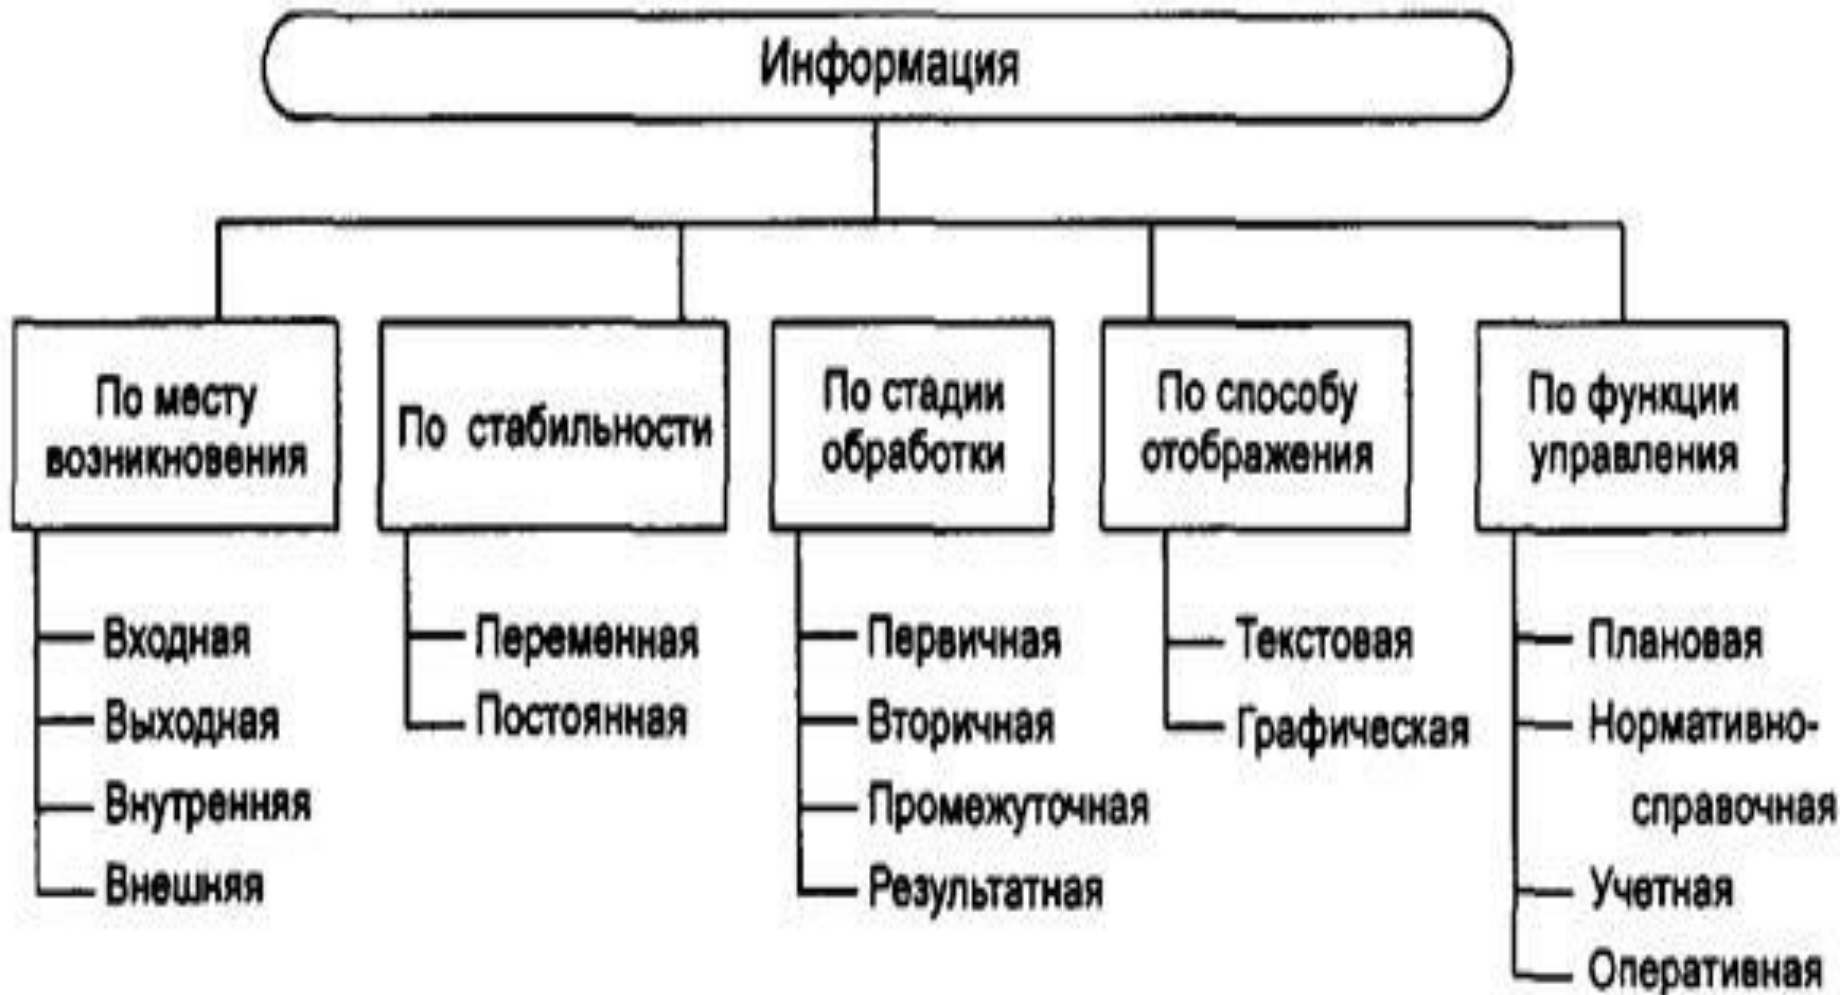 Информация
По месту
возникновения
По стабильности
По стадии
обработки
По способу
отображения
По функции
управления
Входная
Выходная
Внутренняя
Внешняя
Переменная
Постоянная
Первичная
Вторичная
Промежуточная
Результатная
Текстовая
Графическая
Плановая
Нормативно-
справочная
Учетная
Оперативная